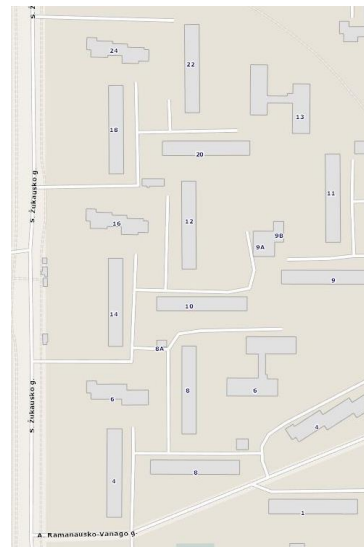 S. Ž
24
22
18
13
20
S. Žukausko g.
11
16
12
9B
9A
9
14
10
8A
6
8
6
S. Žukausko g.
4
4
8
1
A. Ramanausko-Vanago g.